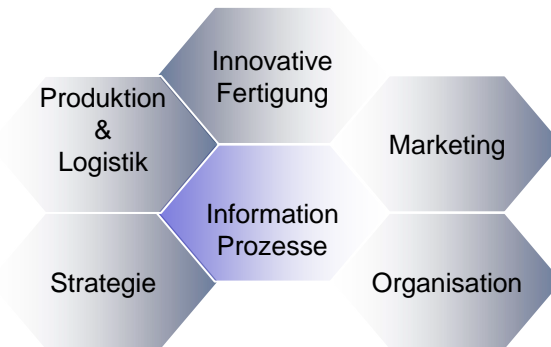 Innovative
Fertigung
Produktion
&
Logistik
Marketing
Information
Prozesse
Strategie
Organisation